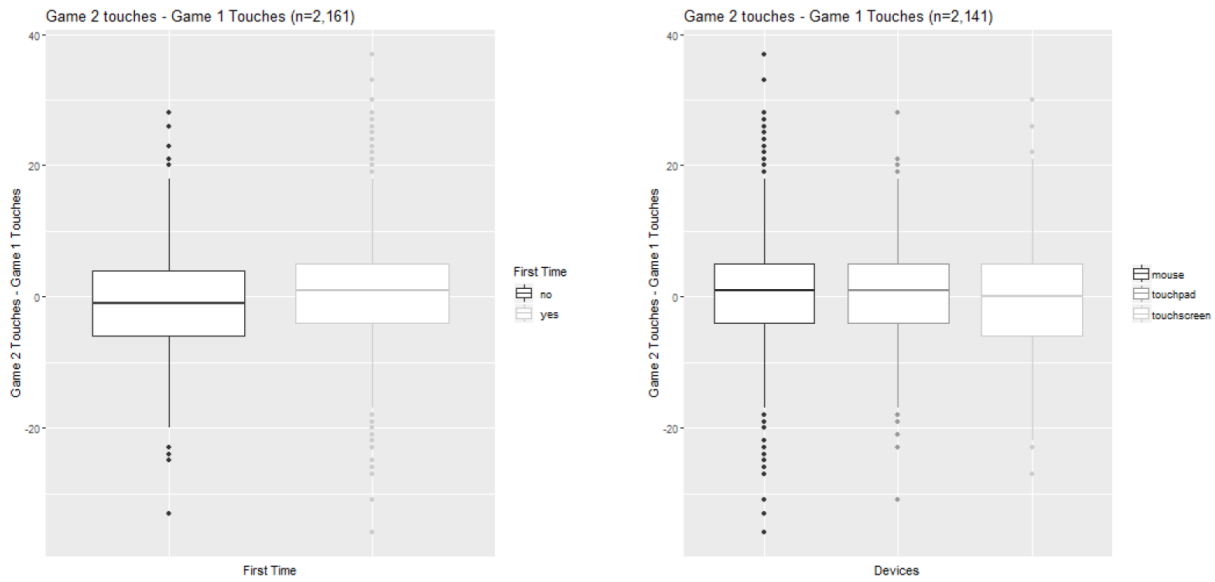 Game 2 touches - Game 1 Touches (n=2,161)
40
20
0
-20
Game 2 Touches - Game 1 Touches
First Time
First Time
no
yes
Game 2 touches - Game 1 Touches (n=2,141)
40
20
0
-20
Game 2 Touches - Game 1 Touches
Devices
mouse
touchpad
touchscreen